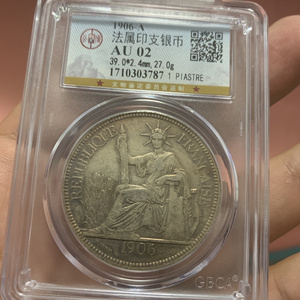 1906-A
法属印支银币
AU 02
39.0*2.4mm,27.0g
1710303787 1 PIASTRE
REPUBLIQUE FRANÇAISE
1906
GBCA